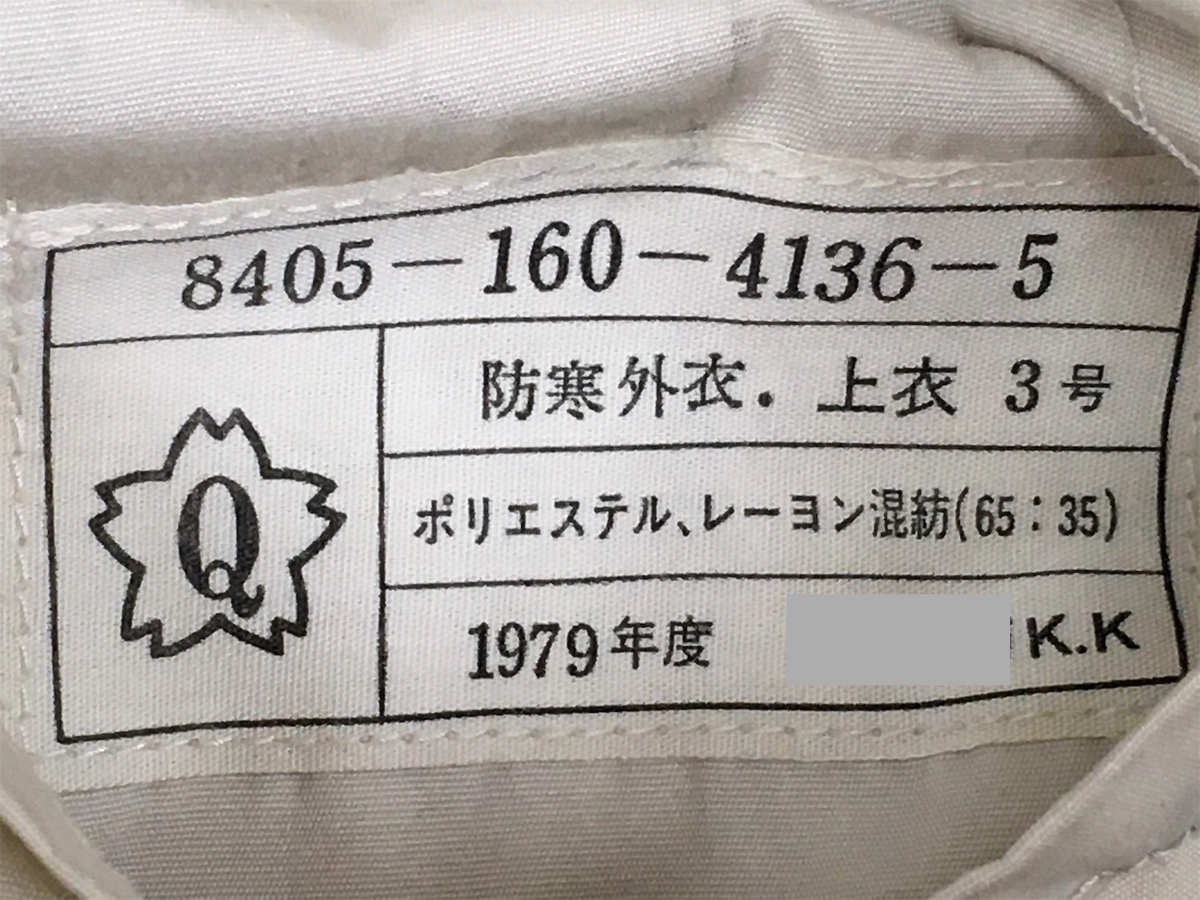 8405-160-4136-5
Q
防寒外衣. 上衣 3号
ポリエステル、レーヨン混紡(65:35)
1979年度 K.K